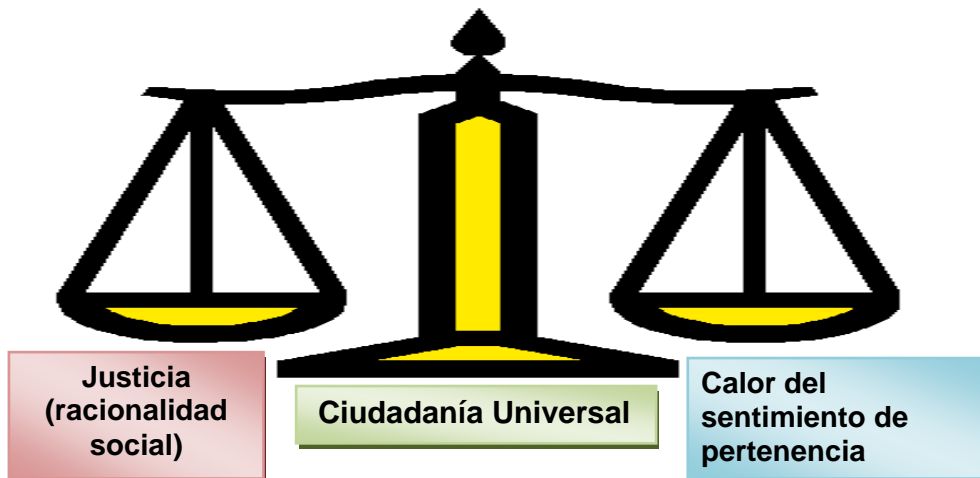 Justicia
(racionalidad
social)
Ciudadanía Universal
Calor del
sentimiento de
pertenencia